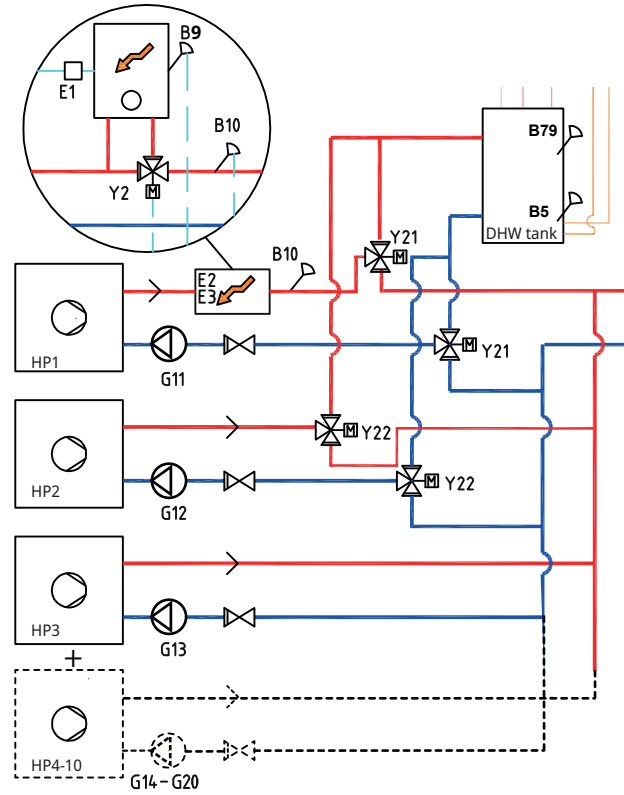 B9
E1
B10
Y2
M
B79
B5
DHW tank
Y21
M
B10
E2
E3
HP1
G11
M
Y21
M
Y22
HP2
G12
M
Y22
HP3
G13
+
HP4-10
G14-G20